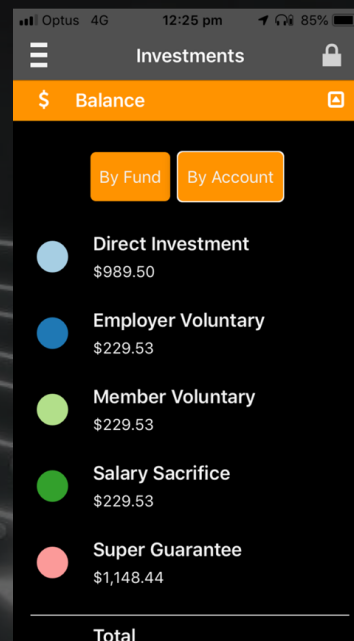 Optus 4G 12:25 pm 85%
Investments
$ Balance
By Fund By Account
Direct Investment
$989.50
Employer Voluntary
$229.53
Member Voluntary
$229.53
Salary Sacrifice
$229.53
Super Guarantee
$1,148.44
Total